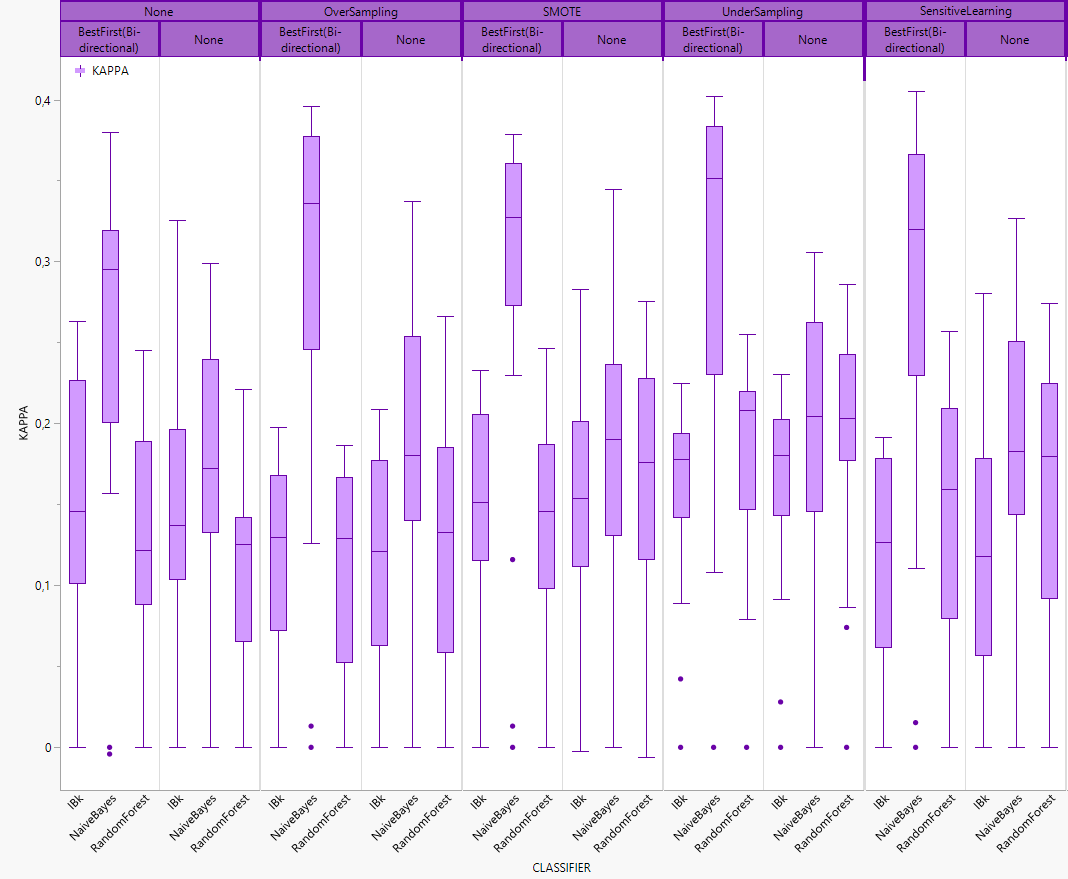 None OverSampling SMOTE UnderSampling SensitiveLearning
BestFirst(Bi- None BestFirst(Bi- None BestFirst(Bi- None BestFirst(Bi- None BestFirst(Bi- None
directional) directional) directional) directional) directional)
KAPPA
0,4
0,3
0,2
0,1
0
KAPPA
IBk NaiveBayes RandomForest IBk NaiveBayes RandomForest IBk NaiveBayes RandomForest IBk NaiveBayes RandomForest IBk NaiveBayes RandomForest IBk NaiveBayes RandomForest IBk NaiveBayes RandomForest IBk NaiveBayes RandomForest IBk NaiveBayes RandomForest IBk NaiveBayes RandomForest
CLASSIFIER